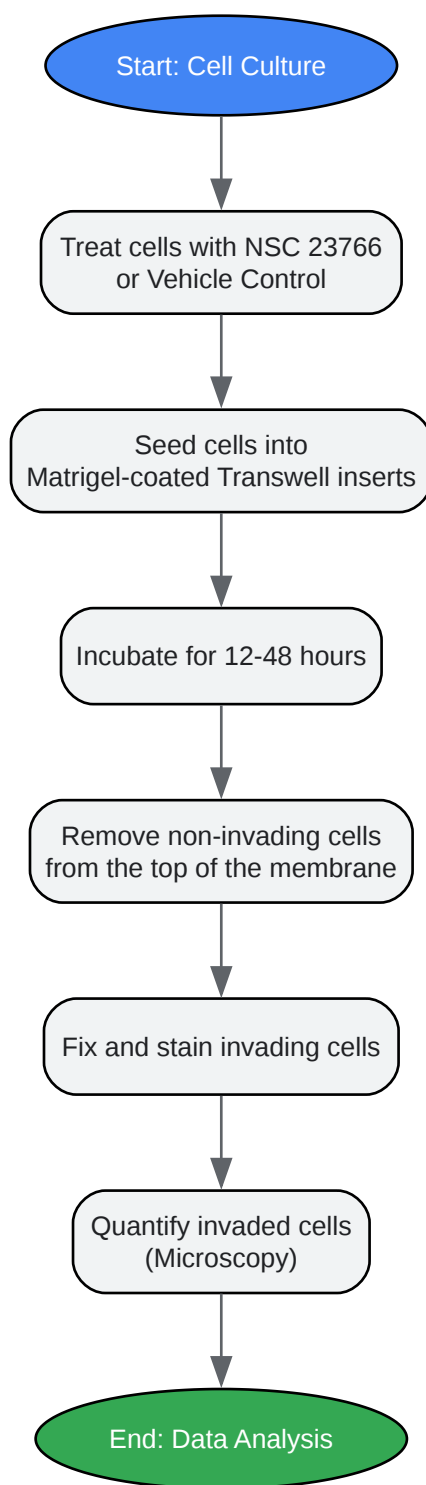 Start: Cell Culture
Treat cells with NSC 23766
or Vehicle Control
Seed cells into
Matrigel-coated Transwell inserts
Incubate for 12-48 hours
Remove non-invading cells
from the top of the membrane
Fix and stain invading cells
Quantify invaded cells
(Microscopy)
End: Data Analysis